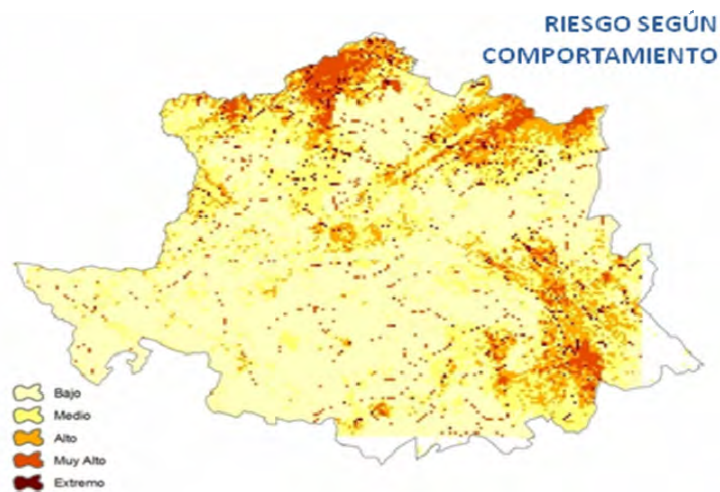 RIESGO SEGÚN
COMPORTAMIENTO
Bajo
Medio
Alto
Muy Alto
Extremo